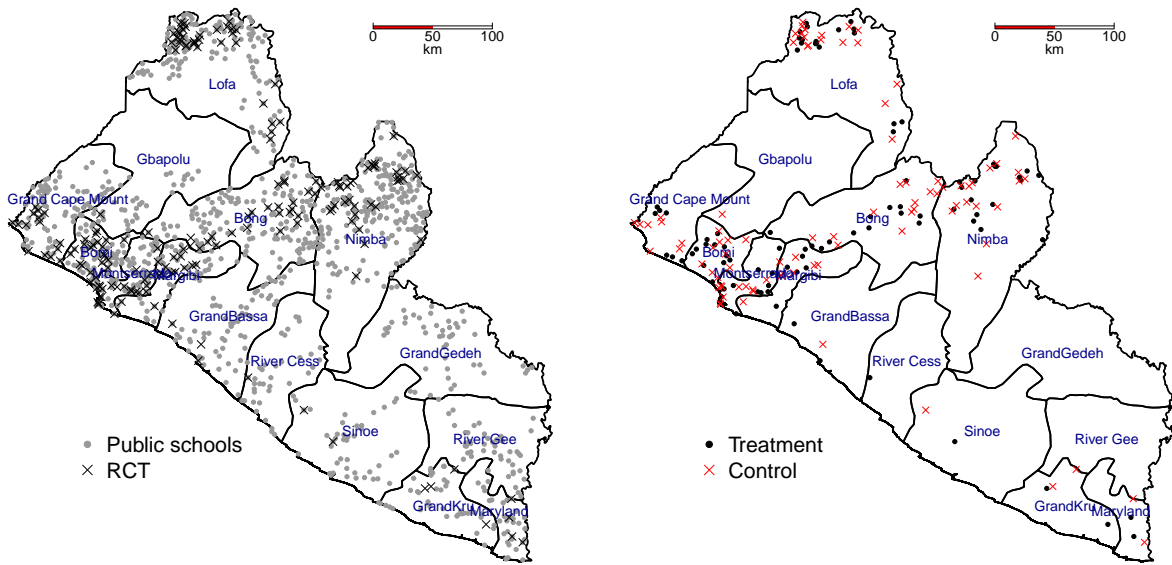 0 50 100
km
Lofa
Gbapolu
Grand Cape Mount
Bong
Nimba
Bomi
Montserrado
Margibi
GrandBassa
River Cess
GrandGedeh
Sinoe
River Gee
GrandKru
Maryland
Public schools
RCT
0 50 100
km
Lofa
Gbapolu
Grand Cape Mount
Bong
Nimba
Bomi
Montserrado
Margibi
GrandBassa
River Cess
GrandGedeh
Sinoe
River Gee
GrandKru
Maryland
Treatment
Control